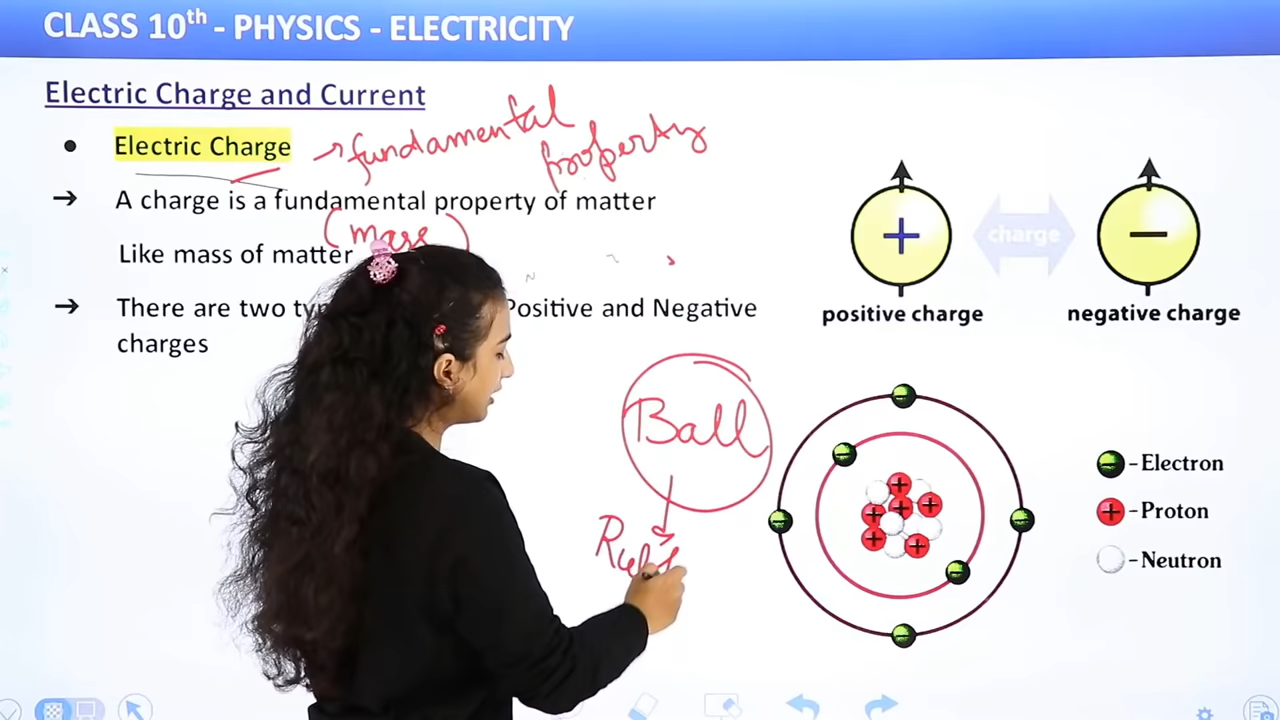 CLASS 10th - PHYSICS - ELECTRICITY
Electric Charge and Current
• Electric Charge → fundamental property
→ A charge is a fundamental property of matter
(mass)
Like mass of matter
→ There are two Positive and Negative
charges
charge
positive charge
negative charge
Ball
- Electron
- Proton
- Neutron